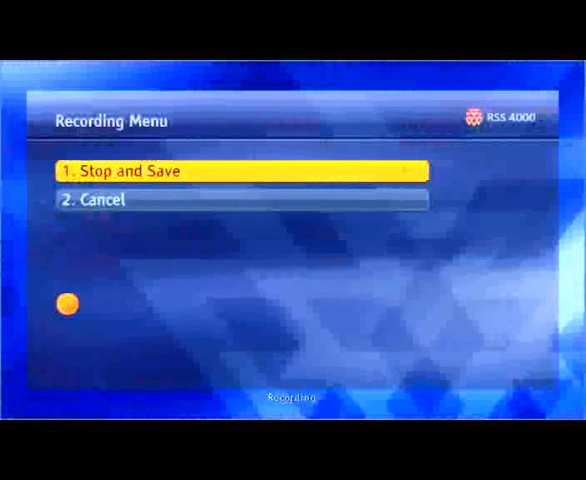 Recording Menu
RSS 4000
1. Stop and Save
2. Cancel
Recording